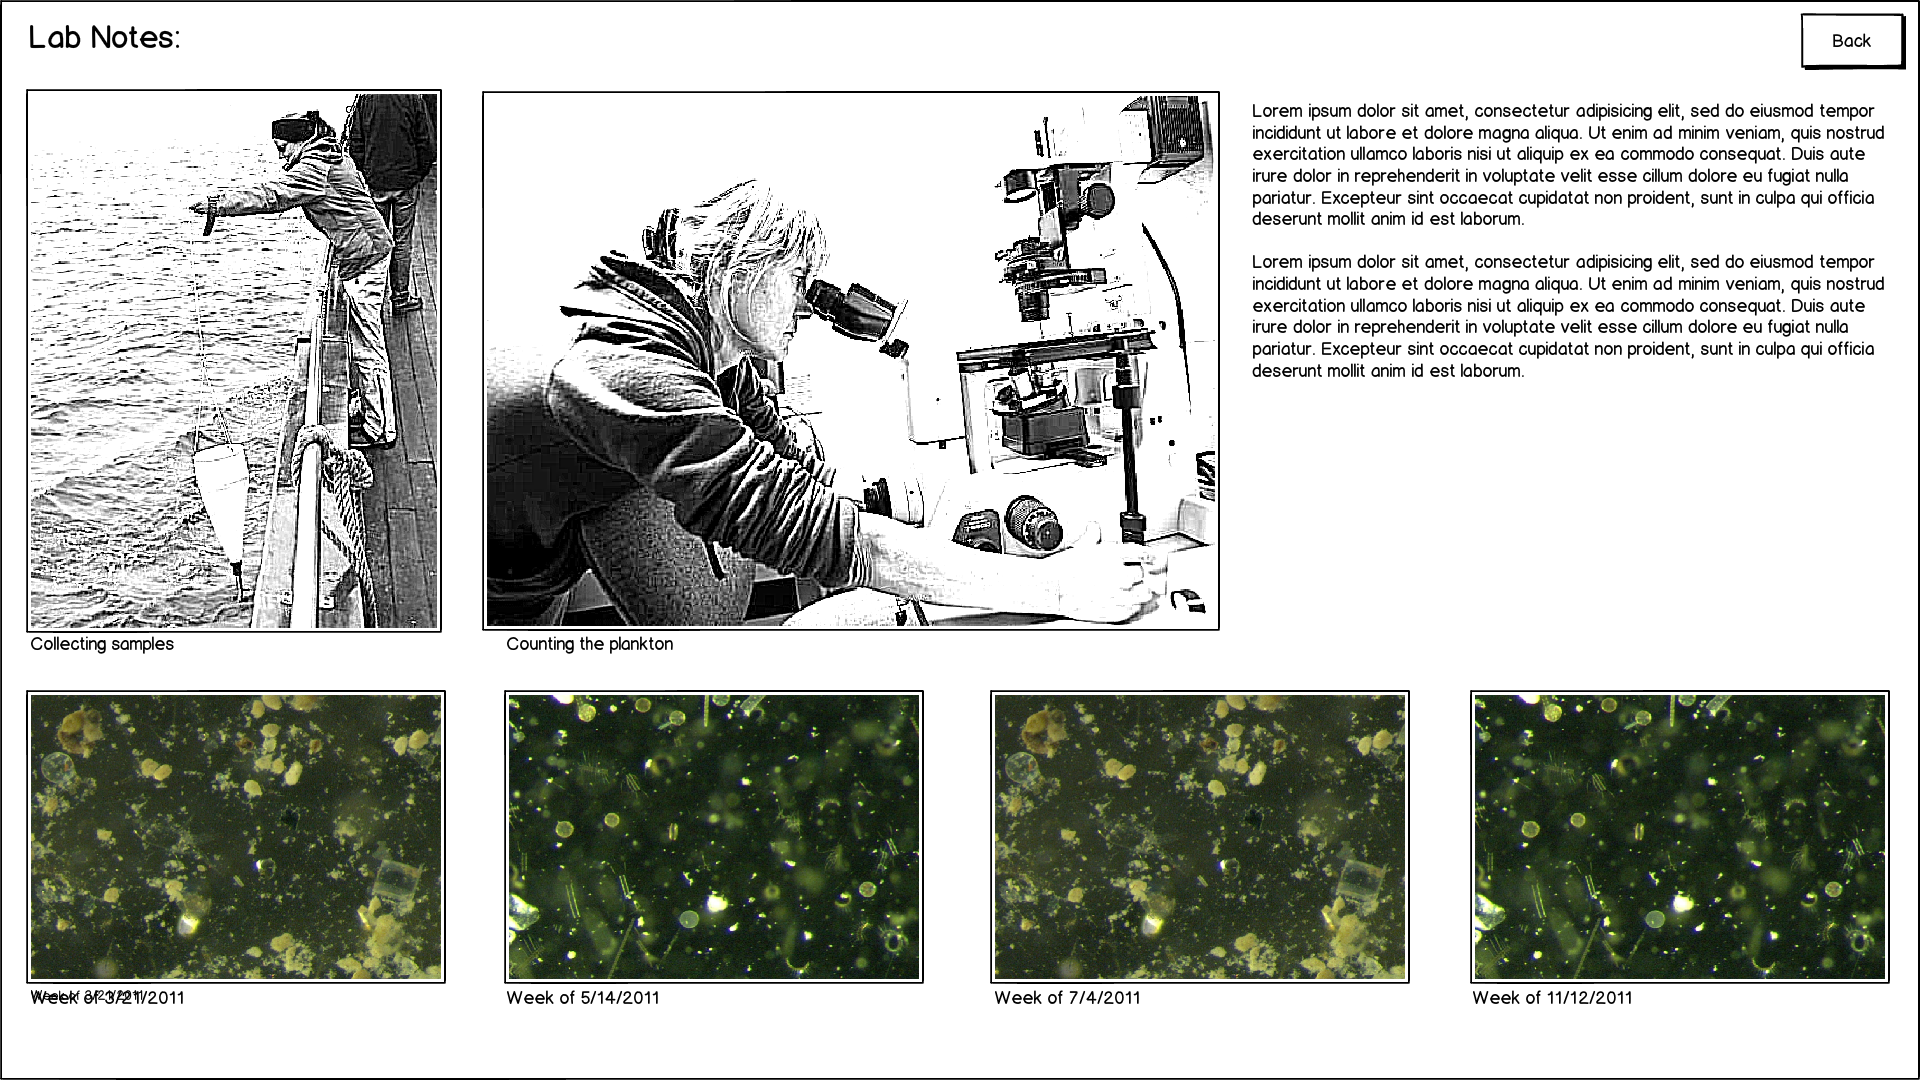 Lab Notes:
Back
Lorem ipsum dolor sit amet, consectetur adipisicing elit, sed do eiusmod tempor
incididunt ut labore et dolore magna aliqua. Ut enim ad minim veniam, quis nostrud
exercitation ullamco laboris nisi ut aliquip ex ea commodo consequat. Duis aute
irure dolor in reprehenderit in voluptate velit esse cillum dolore eu fugiat nulla
pariatur. Excepteur sint occaecat cupidatat non proident, sunt in culpa qui officia
deserunt mollit anim id est laborum.
Lorem ipsum dolor sit amet, consectetur adipisicing elit, sed do eiusmod tempor
incididunt ut labore et dolore magna aliqua. Ut enim ad minim veniam, quis nostrud
exercitation ullamco laboris nisi ut aliquip ex ea commodo consequat. Duis aute
irure dolor in reprehenderit in voluptate velit esse cillum dolore eu fugiat nulla
pariatur. Excepteur sint occaecat cupidatat non proident, sunt in culpa qui officia
deserunt mollit anim id est laborum.
Collecting samples
Counting the plankton
Week of 3/21/2011
Week of 5/14/2011
Week of 7/4/2011
Week of 11/12/2011